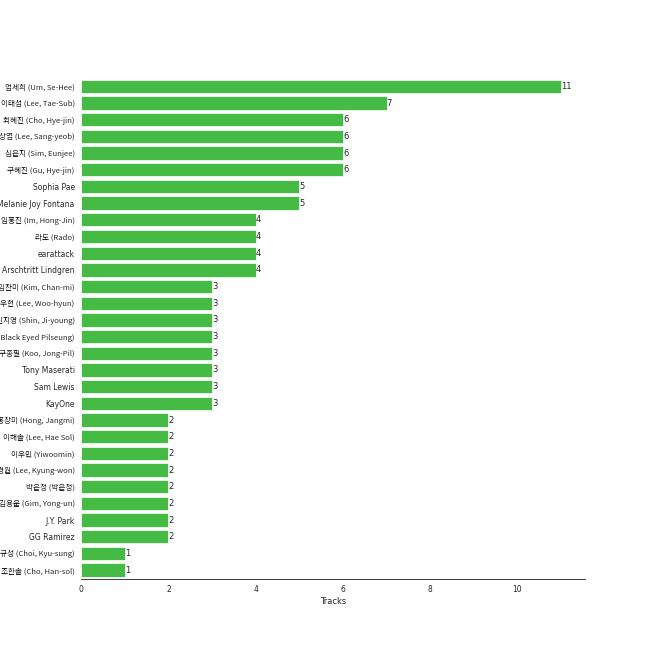 엄세희 (Um, Se-Hee) 11
이태섭 (Lee, Tae-Sub) 7
최혜진 (Cho, Hye-jin) 6
상엽 (Lee, Sang-yeob) 6
심은지 (Sim, Eunjee) 6
구혜진 (Gu, Hye-jin) 6
Sophia Pae 5
Melanie Joy Fontana 5
임홍진 (Im, Hong-Jin) 4
라도 (Rado) 4
earattack 4
Arschtritt Lindgren 4
김찬미 (Kim, Chan-mi) 3
우현 (Lee, Woo-hyun) 3
신지영 (Shin, Ji-young) 3
Black Eyed Pilseung) 3
구종필 (Koo, Jong-Pil) 3
Tony Maserati 3
Sam Lewis 3
KayOne 3
홍장미 (Hong, Jangmi) 2
이해솔 (Lee, Hae Sol) 2
이우민 (Yiwoomin) 2
경원 (Lee, Kyung-won) 2
박은정 (박은정) 2
김용운 (Gim, Yong-un) 2
J.Y. Park 2
GG Ramirez 2
규성 (Choi, Kyu-sung) 1
조한솔 (Cho, Han-sol) 1
0 2 4 6 8 10
Tracks